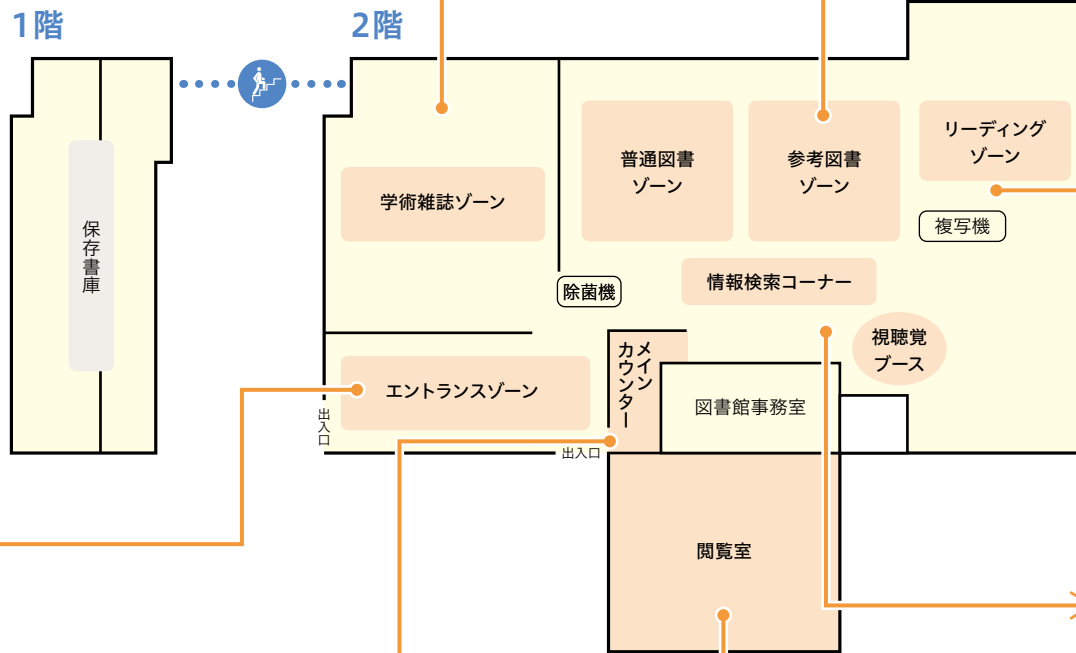 1階
2階
保存書庫
学術雑誌ゾーン
普通図書
ゾーン
参考図書
ゾーン
リーディング
ゾーン
複写機
除菌機
情報検索コーナー
視聴覚
ブース
メイン
カウンター
図書館事務室
エントランスゾーン
出入口
出入口
閲覧室